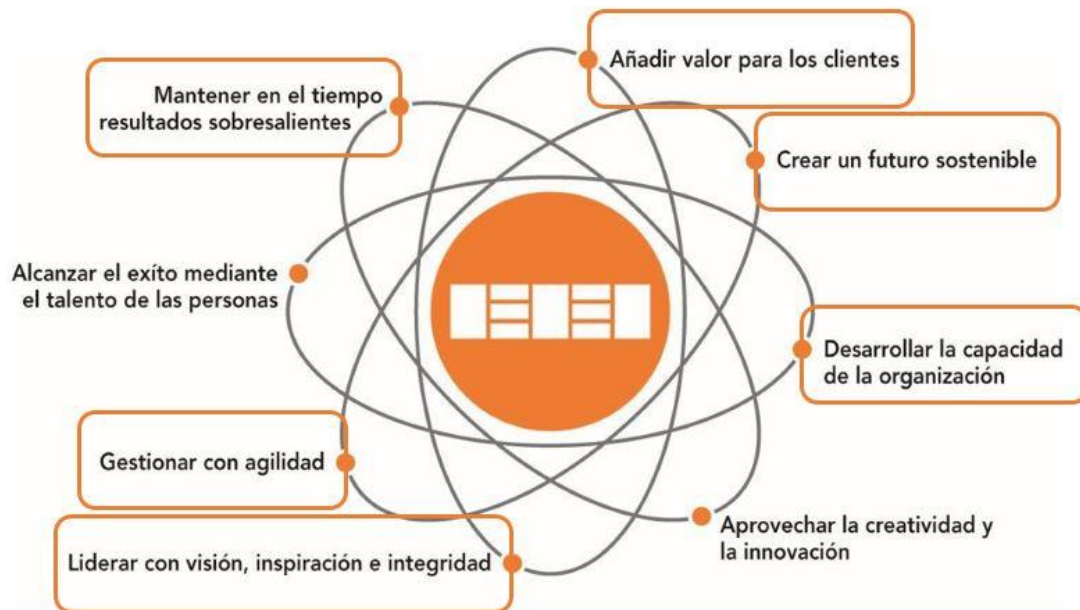 Añadir valor para los clientes
Mantener en el tiempo
resultados sobresalientes
Crear un futuro sostenible
Alcanzar el exíto mediante
el talento de las personas
Desarrollar la capacidad
de la organización
Gestionar con agilidad
Aprovechar la creatividad y
la innovación
Liderar con visión, inspiración e integridad